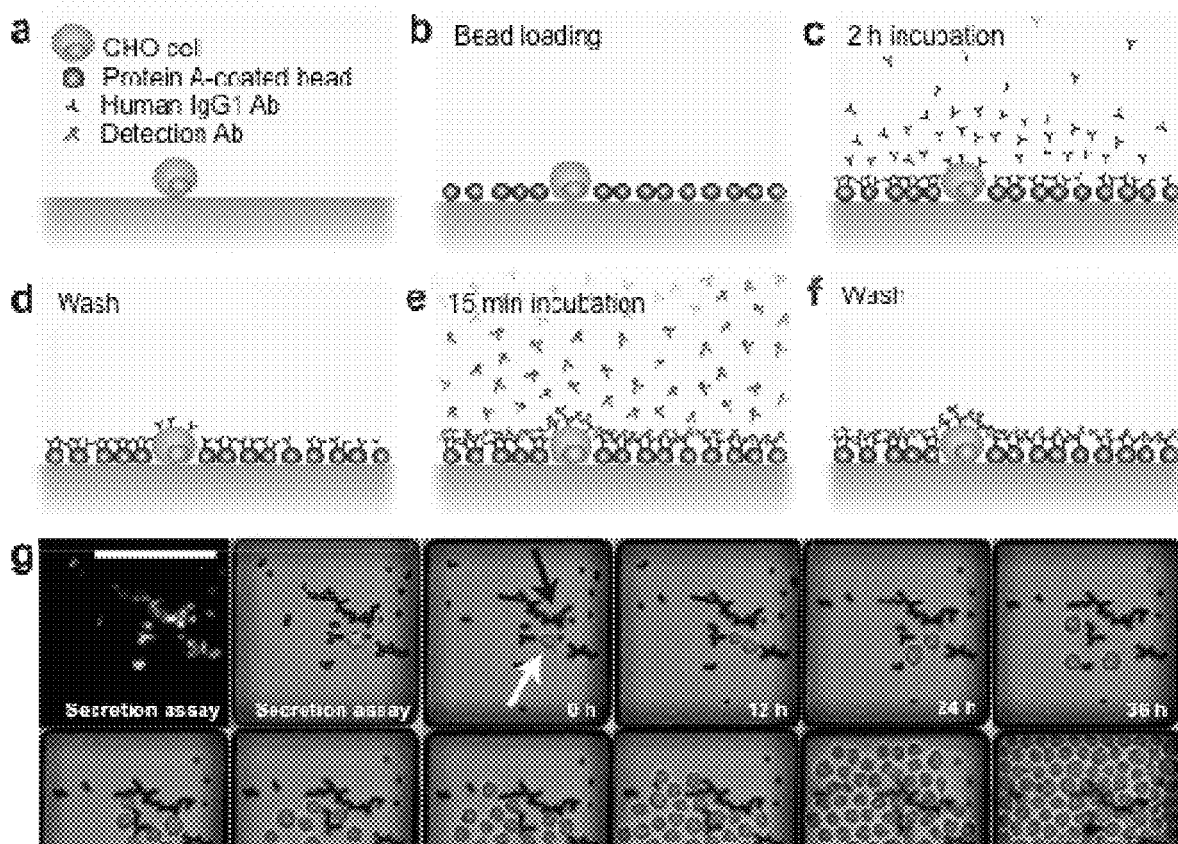 a
CHO cell
Protein A-coated bead
Human IgG1 Ab
Detection Ab
b Bead loading
c 2 h incubation
d Wash
e 15 min incubation
f Wash
g
Secretion assay
Secretion assay
0 h
12 h
24 h
36 h